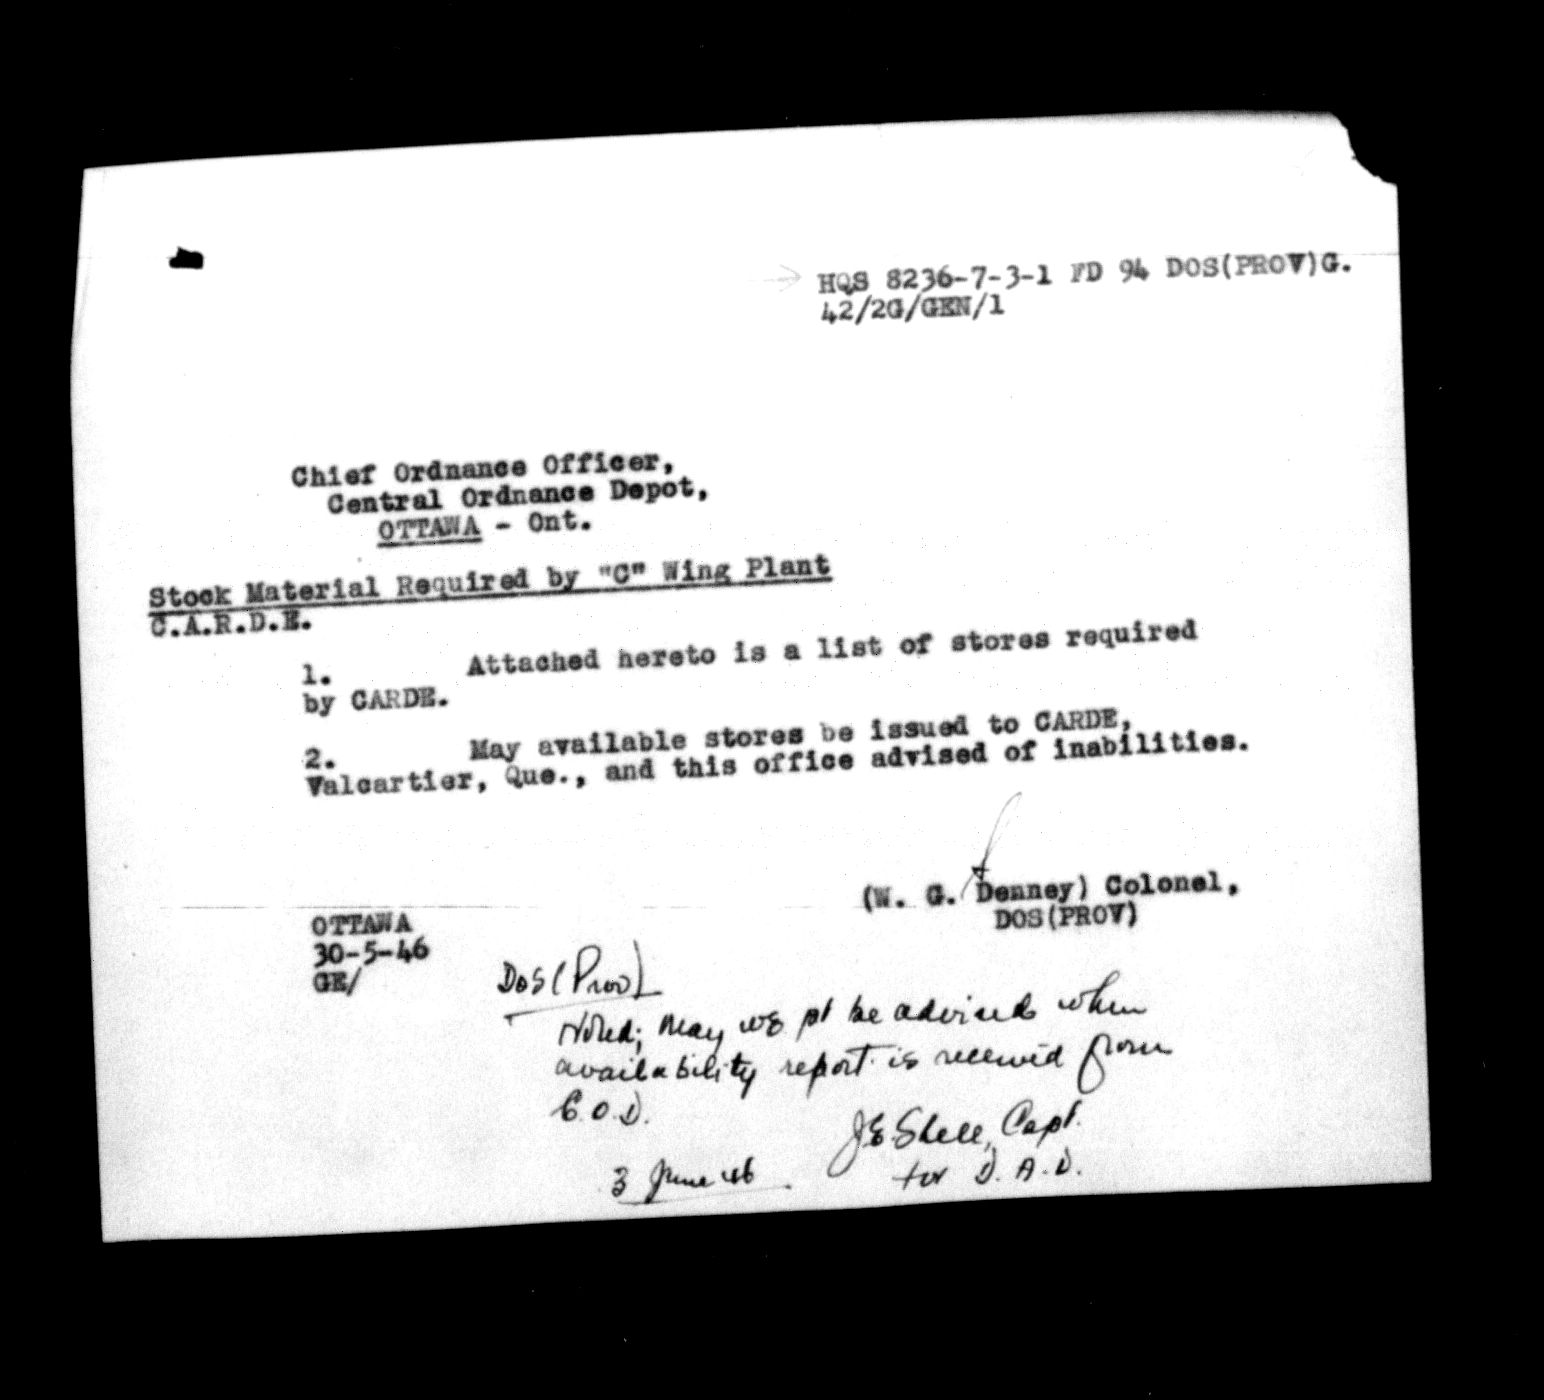 HQS 8236-7-3-1 FD 94 DOS(PROV)G.
42/2G/GEN/1
Chief Ordnance Officer,
Central Ordnance Depot,
OTTAWA - Ont.
Stock Material Required by "C" Wing Plant
C.A.R.D.E.
1. Attached hereto is a list of stores required
by CARDE.
2. May available stores be issued to CARDE,
Valcartier, Que., and this office advised of inabilities.
(W. G. Denney) Colonel,
DOS(PROV)
OTTAWA
30-5-46
GE/
DOS (Prov)
Noted; May we pl be advised when
availability report is received from
C.O.D.
J.E. Capt.
for D.A.D.
3 June 46